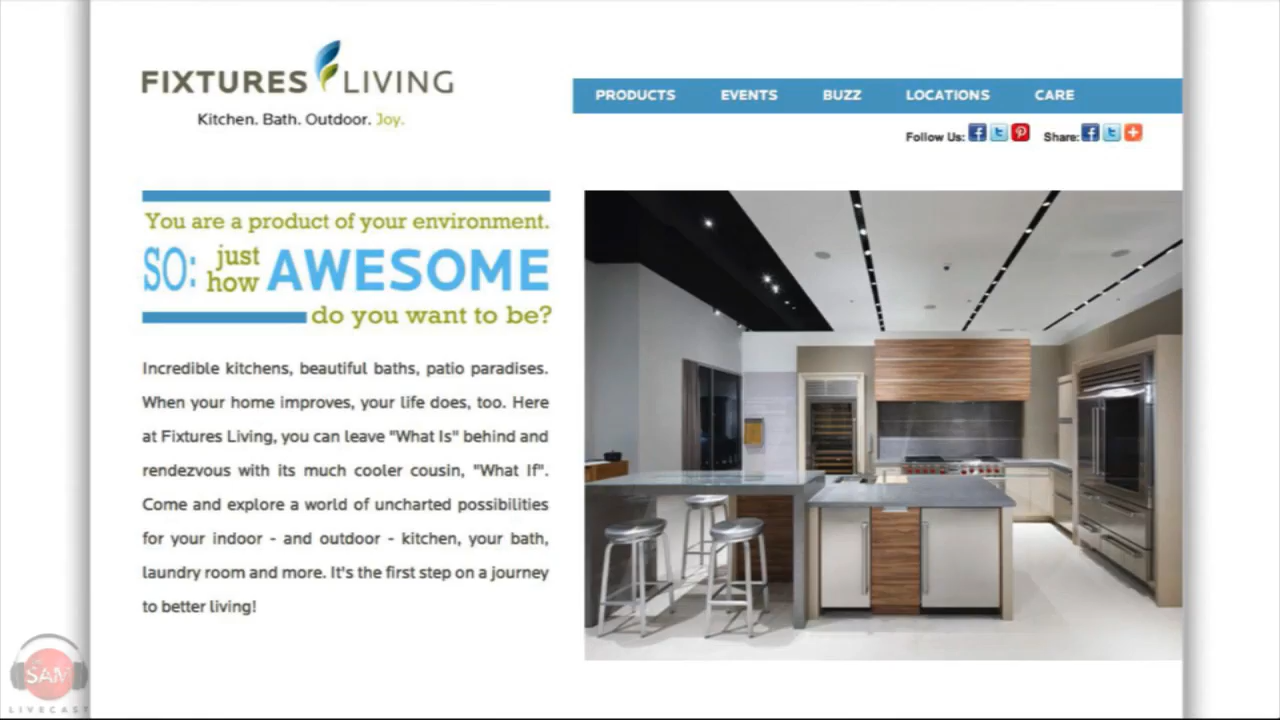 FIXTURES LIVING
Kitchen. Bath. Outdoor. Joy.
PRODUCTS EVENTS BUZZ LOCATIONS CARE
Follow Us: Share:
You are a product of your environment.
SO: just how AWESOME
do you want to be?
Incredible kitchens, beautiful baths, patio paradises.
When your home improves, your life does, too. Here
at Fixtures Living, you can leave "What Is" behind and
rendezvous with its much cooler cousin, "What If".
Come and explore a world of uncharted possibilities
for your indoor - and outdoor - kitchen, your bath,
laundry room and more. It's the first step on a journey
to better living!
SAM
LIVECAST